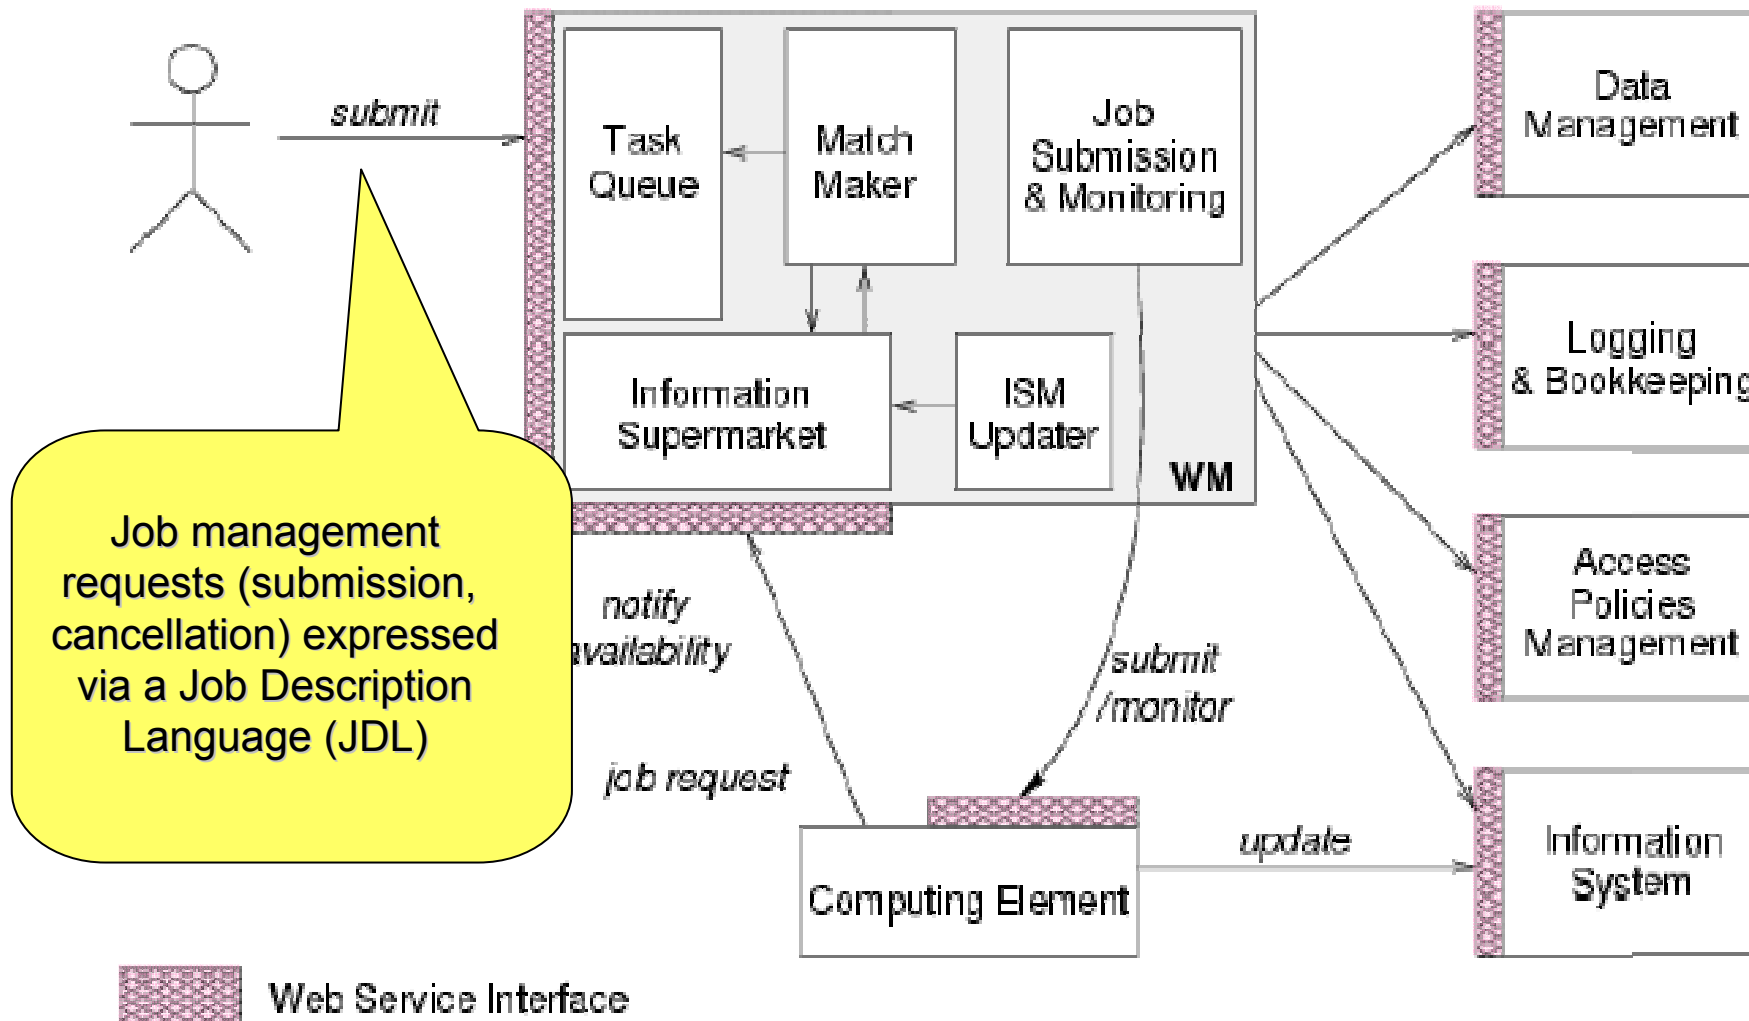 submit
Task
Queue
Match
Maker
Job
Submission
& Monitoring
Information
Supermarket
ISM
Updater
WM
Data
Management
Logging
& Bookkeeping
Access
Policies
Management
Information
System
Job management
requests (submission,
cancellation) expressed
via a Job Description
Language (JDL)
notify
availability
job request
submit
/monitor
update
Computing Element
Web Service Interface